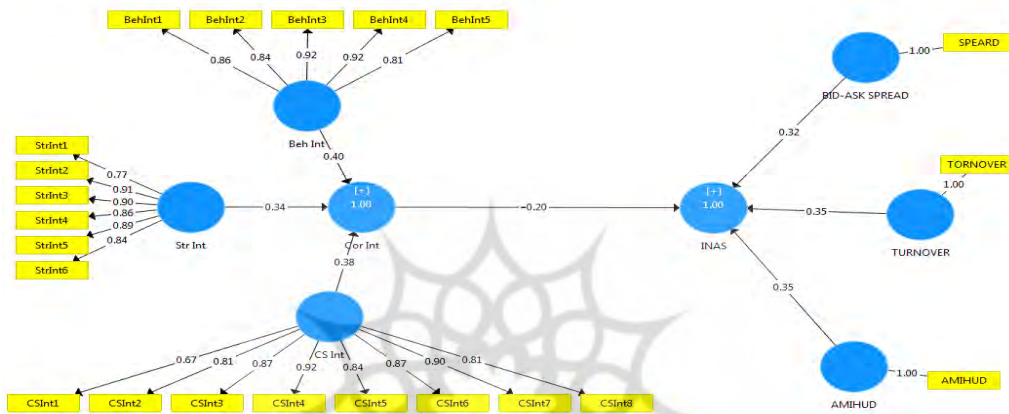 BehInt1 BehInt2 BehInt3 BehInt4 BehInt5
0.86 0.84 0.92 0.92 0.81
Beh Int
0.40
StrInt1
StrInt2
StrInt3
StrInt4
StrInt5
StrInt6
0.77
0.91
0.90
0.86
0.89
0.84
Str Int
0.34
[+]
1.00
Cor Int
0.38
CS Int
0.67 0.81 0.87 0.92 0.84 0.87 0.90 0.81
CSInt1 CSInt2 CSInt3 CSInt4 CSInt5 CSInt6 CSInt7 CSInt8
-0.20
[+]
1.00
INAS
0.32
BID-ASK SPREAD
1.00
SPEARD
0.35
TURNOVER
1.00
TORNOVER
0.35
AMIHUD
1.00
AMIHUD